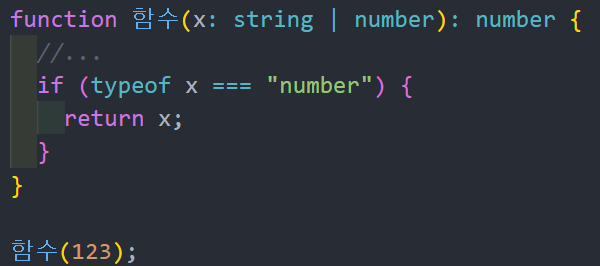 function 함수(x: string | number): number {
  //...
  if (typeof x === "number") {
    return x;
  }
}
함수(123);